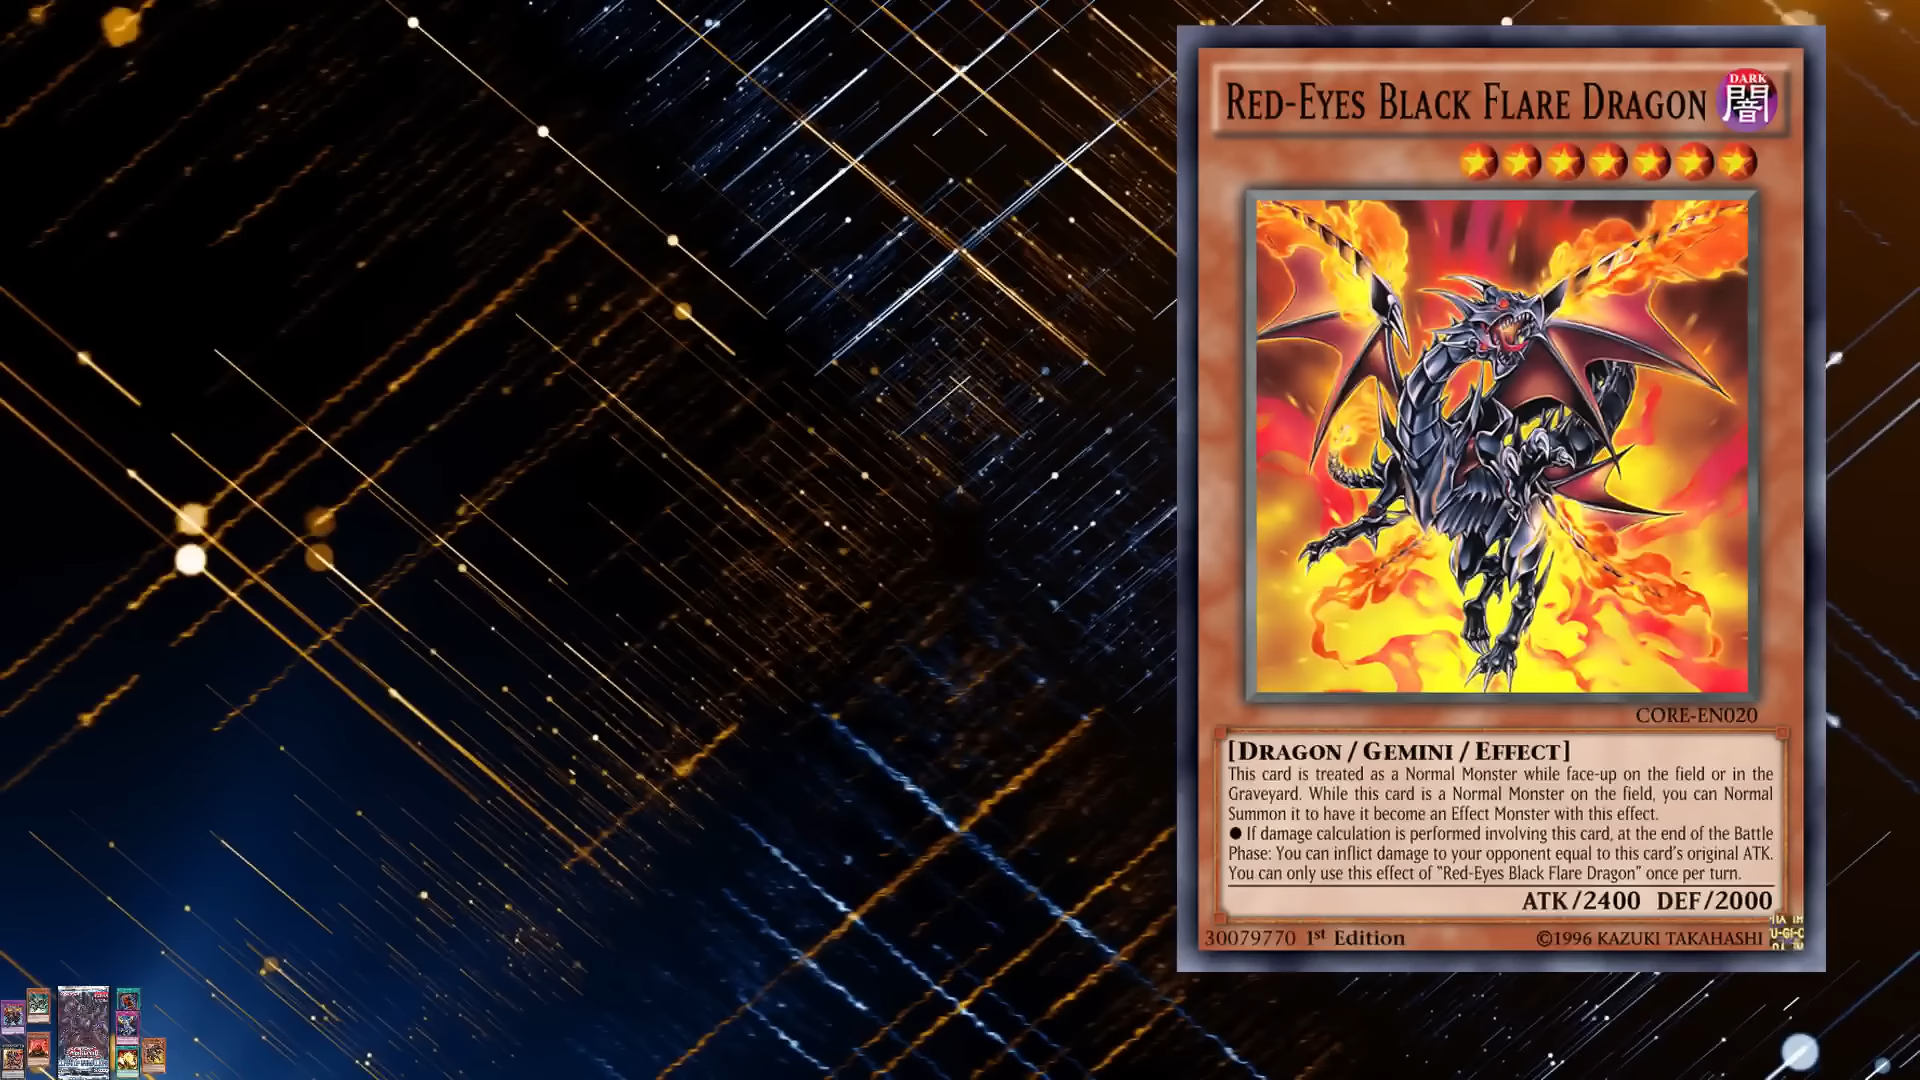 RED-EYES BLACK FLARE DRAGON
DARK
闇
CORE-EN020
[DRAGON / GEMINI / EFFECT]
This card is treated as a Normal Monster while face-up on the field or in the
Graveyard. While this card is a Normal Monster on the field, you can Normal
Summon it to have it become an Effect Monster with this effect.
● If damage calculation is performed involving this card, at the end of the Battle
Phase: You can inflict damage to your opponent equal to this card's original ATK.
You can only use this effect of "Red-Eyes Black Flare Dragon" once per turn.
ATK/2400 DEF/2000
30079770 1st Edition
©1996 KAZUKI TAKAHASHI